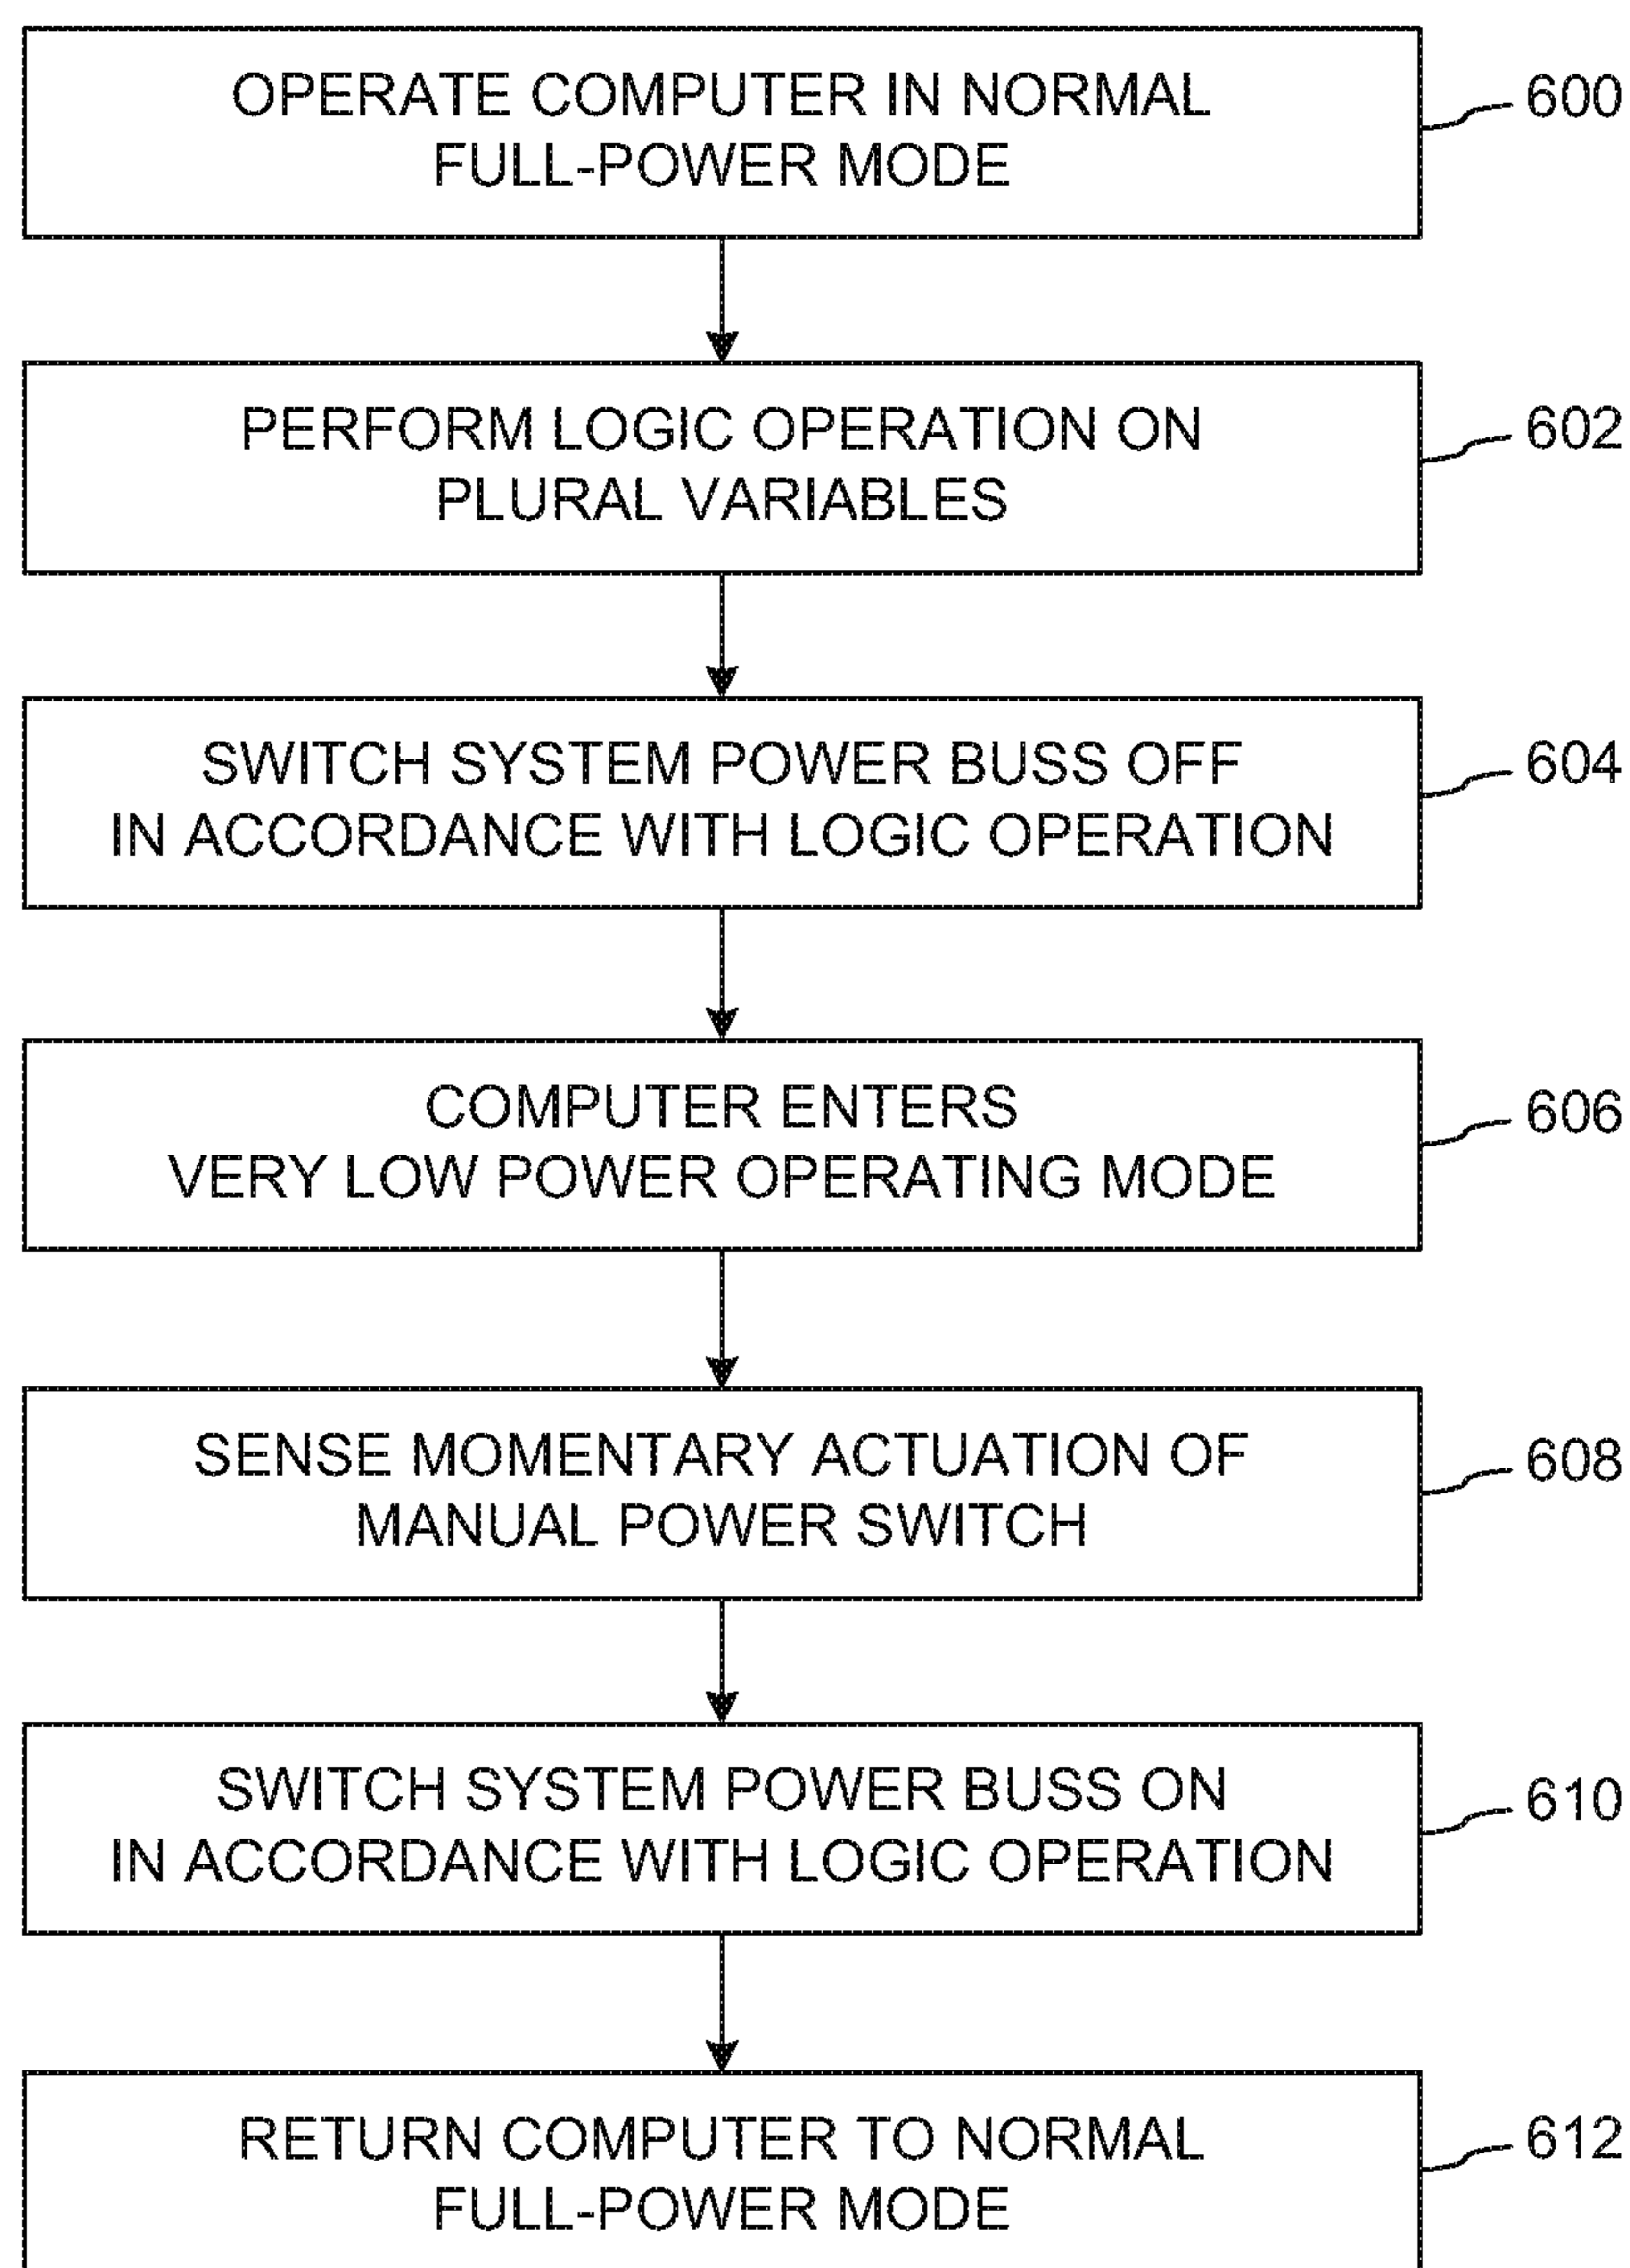 OPERATE COMPUTER IN NORMAL
FULL-POWER MODE
600
PERFORM LOGIC OPERATION ON
PLURAL VARIABLES
602
SWITCH SYSTEM POWER BUSS OFF
IN ACCORDANCE WITH LOGIC OPERATION
604
COMPUTER ENTERS
VERY LOW POWER OPERATING MODE
606
SENSE MOMENTARY ACTUATION OF
MANUAL POWER SWITCH
608
SWITCH SYSTEM POWER BUSS ON
IN ACCORDANCE WITH LOGIC OPERATION
610
RETURN COMPUTER TO NORMAL
FULL-POWER MODE
612